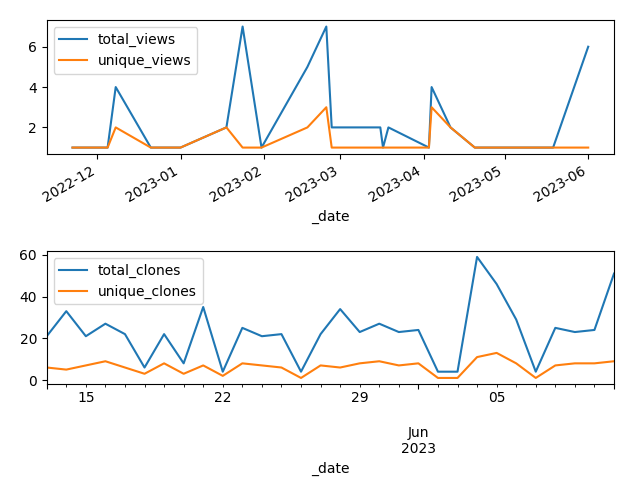 total_views
unique_views
6
4
2
2022-12
2023-01
2023-02
2023-03
2023-04
2023-05
2023-06
_date
total_clones
unique_clones
60
40
20
0
15
22
29
Jun
2023
05
_date